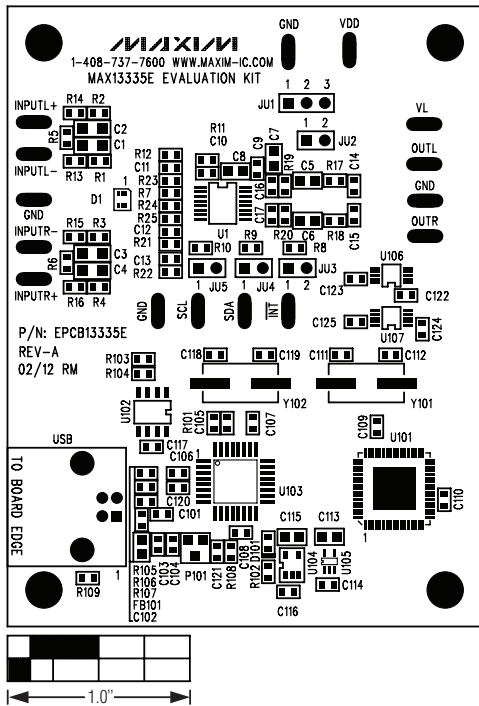 MAXIM
1-408-737-7600 WWW.MAXIM-IC.COM
MAX13335E EVALUATION KIT
GND
VDD
INPUTL+
R14
R2
R5
C2
C1
INPUTL-
R13
R1
D1
GND
R15
R3
INPUTR-
R6
C3
C4
INPUTR+
R16
R4
R12
C11
R23
R7
R24
R25
C12
R21
C13
R22
R11
C10
C8
C9
C7
R19
1 2 3
JU1
1 2
JU2
C5
R17
C14
C16
U1
C17
R20
C6
R18
C15
R10
R9
R8
1
JU5
1
JU4
1 2
JU3
VL
OUTL
GND
OUTR
GND
SCL
SDA
INT
U106
C123
C122
C125
U107
C124
P/N: EPCB13335E
REV-A
02/12 RM
C118
C119
C111
C112
R103
R104
Y102
Y101
U102
R101
C105
C107
C109
U101
USB
C117
C106
1
U103
C120
C101
C110
1
TO BOARD EDGE
C115
C113
C108
D101
U104
U105
R105
R106
R107
FB101
C102
C103
C104
P101
C121
R108
R102
C114
C116
R109
1
1.0"